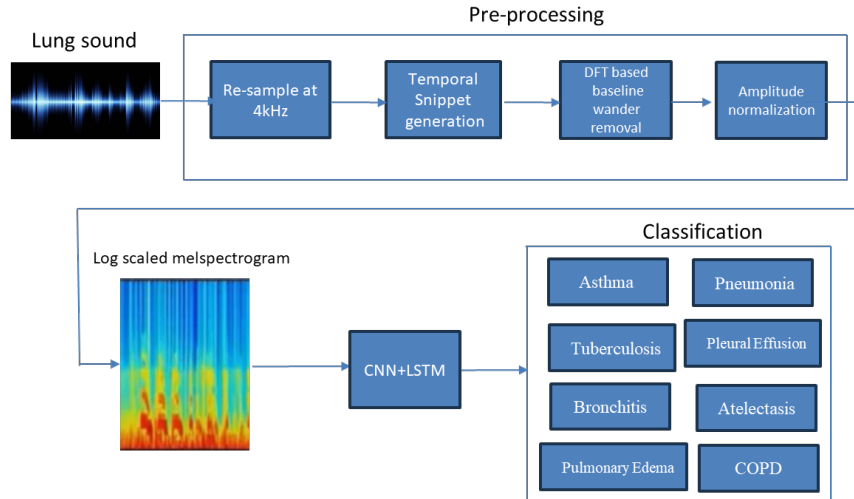 Pre-processing
Lung sound
Re-sample at
4kHz
Temporal
Snippet
generation
DFT based
baseline
wander
removal
Amplitude
normalization
Classification
Log scaled melspectrogram
CNN+LSTM
Asthma
Pneumonia
Tuberculosis
Pleural Effusion
Bronchitis
Atelectasis
Pulmonary Edema
COPD